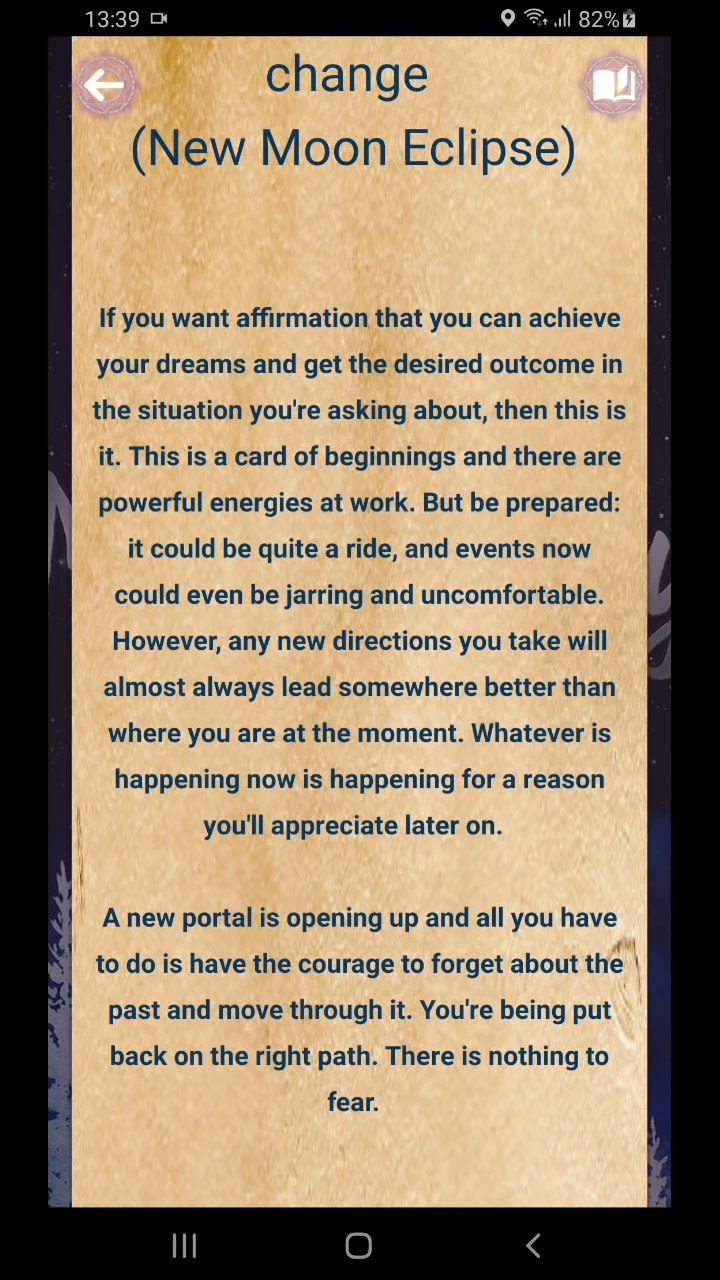 13:39
82%
change
(New Moon Eclipse)
If you want affirmation that you can achieve
your dreams and get the desired outcome in
the situation you're asking about, then this is
it. This is a card of beginnings and there are
powerful energies at work. But be prepared:
it could be quite a ride, and events now
could even be jarring and uncomfortable.
However, any new directions you take will
almost always lead somewhere better than
where you are at the moment. Whatever is
happening now is happening for a reason
you'll appreciate later on.
A new portal is opening up and all you have
to do is have the courage to forget about the
past and move through it. You're being put
back on the right path. There is nothing to
fear.